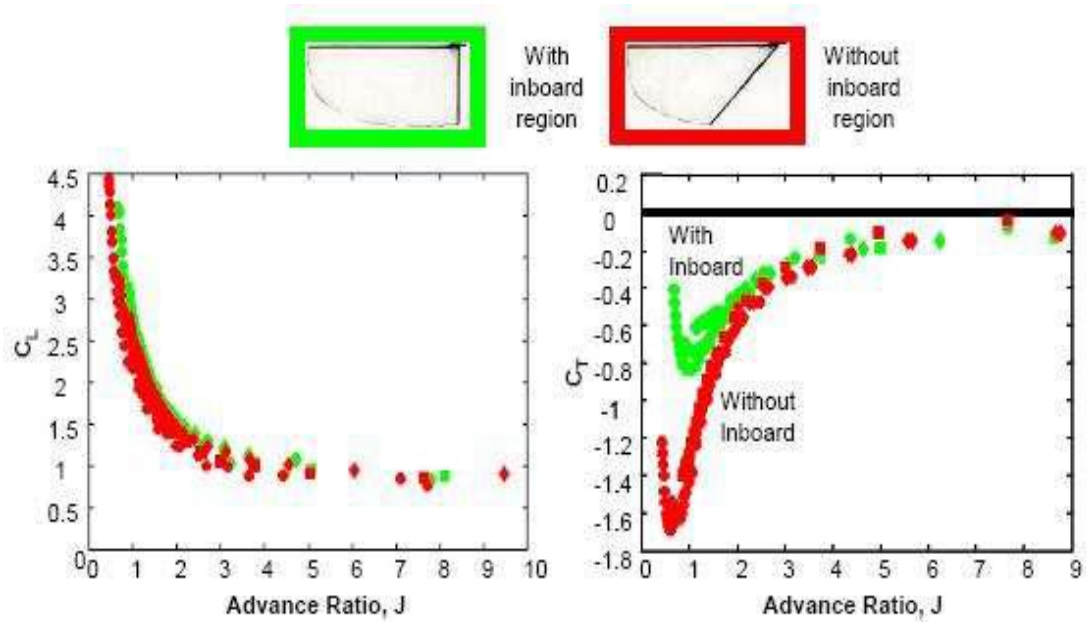 With
inboard
region
Without
inboard
region
4.5
4
3.5
3
2.5
2
1.5
1
0.5
0
C_L
0 1 2 3 4 5 6 7 8 9 10
Advance Ratio, J
0.2
0
-0.2
-0.4
-0.6
-0.8
-1
-1.2
-1.4
-1.6
-1.8
C_T
With
Inboard
Without
Inboard
0 1 2 3 4 5 6 7 8 9
Advance Ratio, J